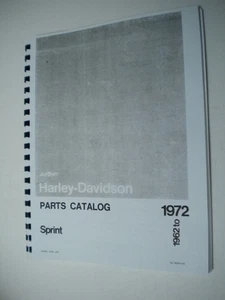 Harley-Davidson
PARTS CATALOG
1972
1962 to
Sprint